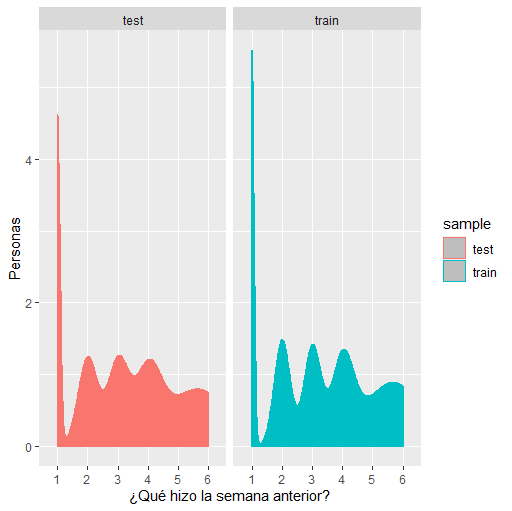 test
train
4
2
0
Personas
1 2 3 4 5 6
1 2 3 4 5 6
¿Qué hizo la semana anterior?
sample
test
train